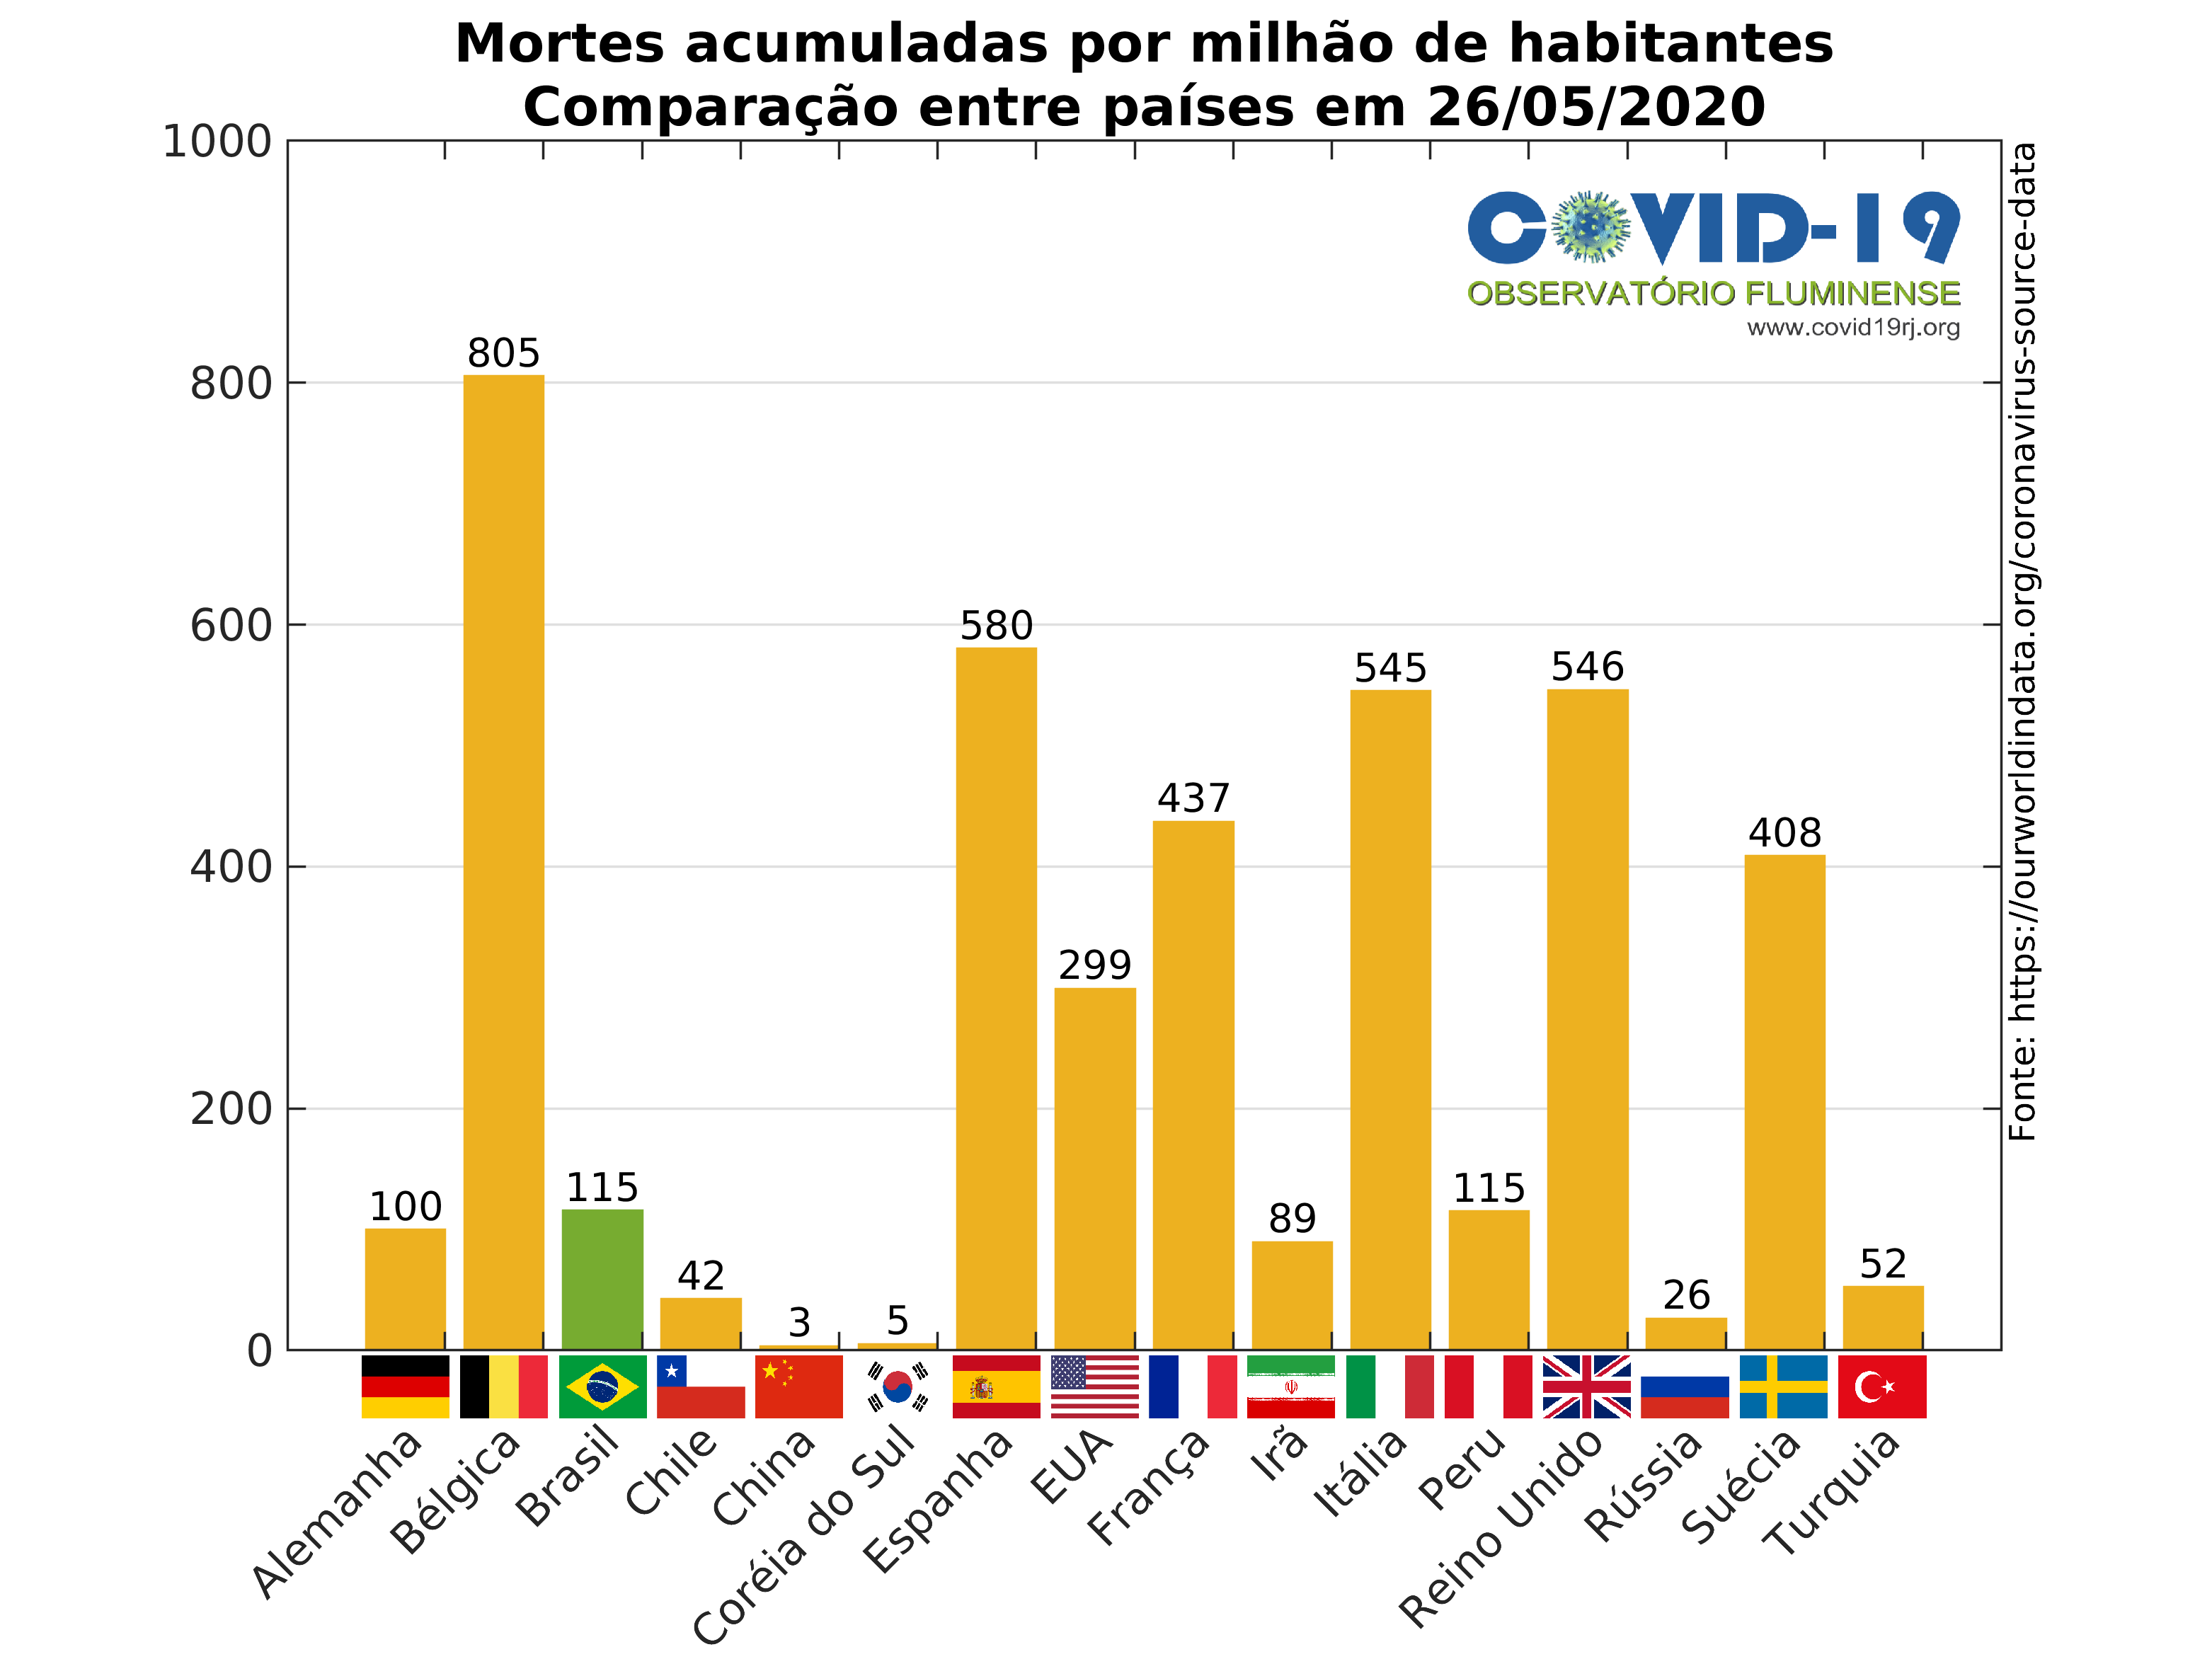 Mortes acumuladas por milhão de habitantes
Comparação entre países em 26/05/2020
1000
800
600
400
200
0
COVID-19
OBSERVATÓRIO FLUMINENSE
www.covid19rj.org
Fonte: https://ourworldindata.org/coronavirus-source-data
100
805
115
42
3
5
580
299
437
89
545
115
546
26
408
52
Alemanha
Bélgica
Brasil
Chile
China
Coréia do Sul
Espanha
EUA
França
Irã
Itália
Peru
Reino Unido
Rússia
Suécia
Turquia